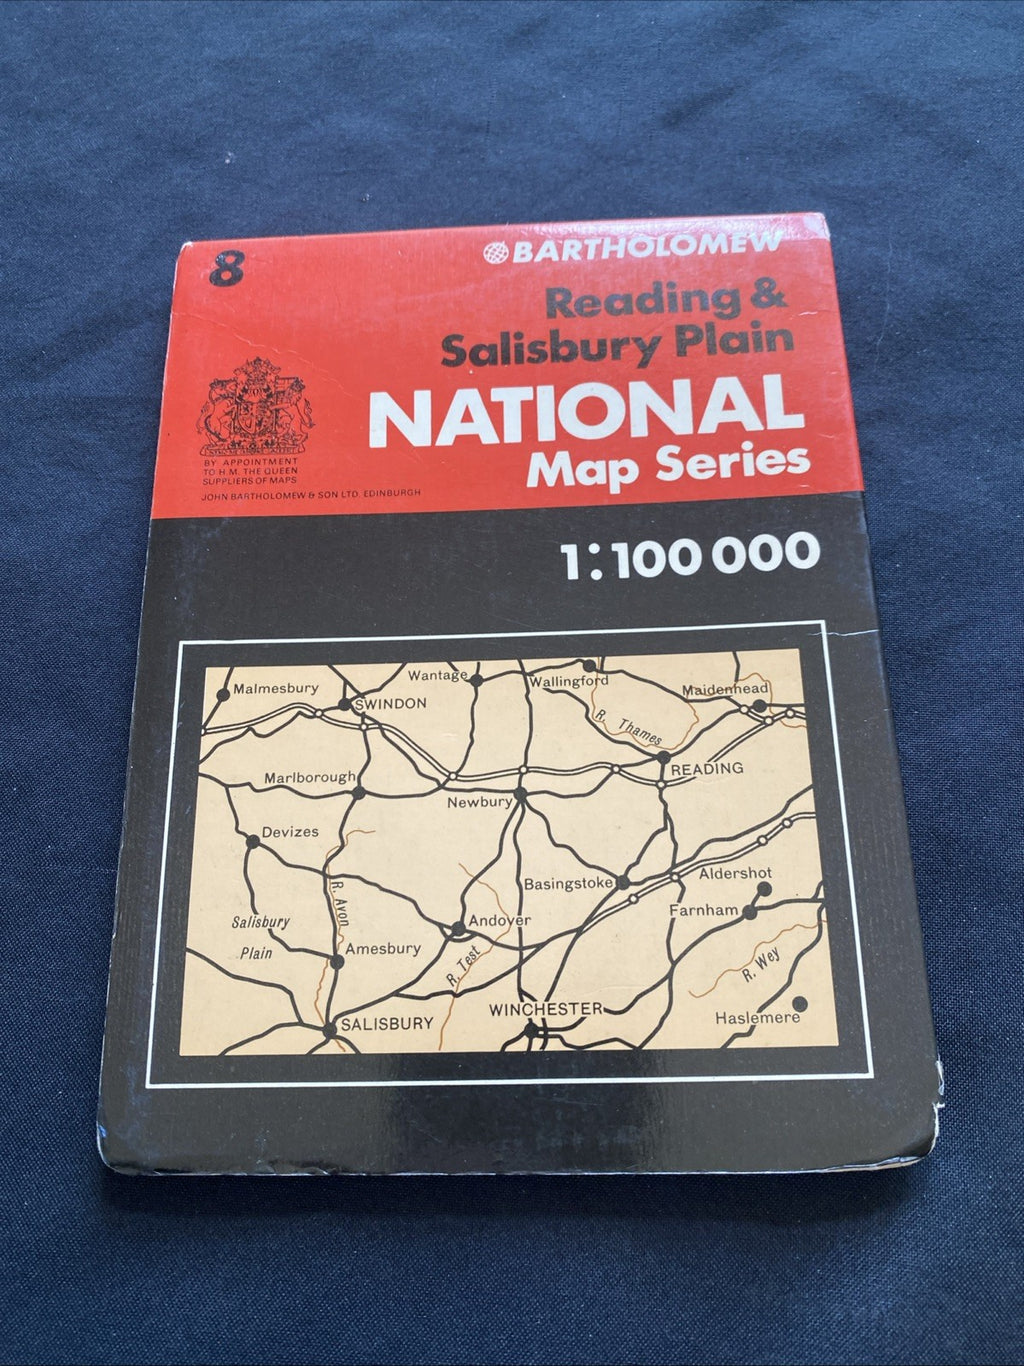 8
BARTHOLOMEW
Reading &
Salisbury Plain
NATIONAL
Map Series
BY APPOINTMENT
TO H.M. THE QUEEN
SUPPLIERS OF MAPS
JOHN BARTHOLOMEW & SON LTD. EDINBURGH
1:100 000
Malmesbury
SWINDON
Wantage
Wallingford
Maidenhead
R. Thames
READING
Marlborough
Newbury
Devizes
R. Avon
Basingstoke
Aldershot
Farnham
Salisbury
Plain
Amesbury
Andover
R. Test
R. Wey
SALISBURY
WINCHESTER
Haslemere